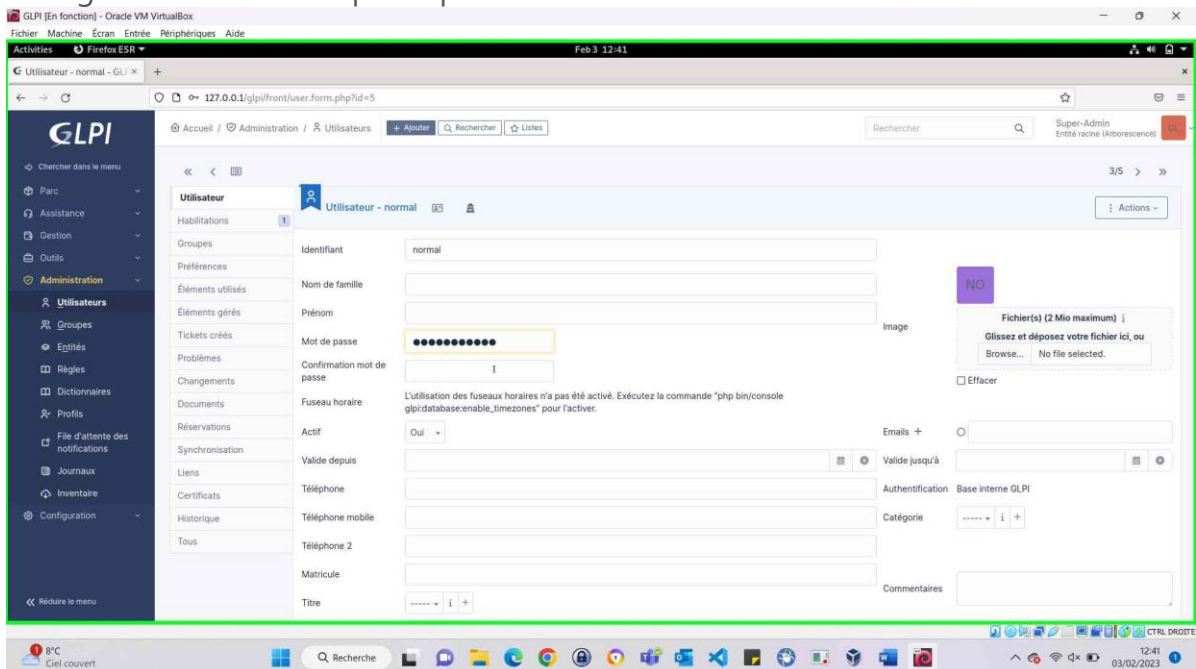 GLPI [En fonction] - Oracle VM VirtualBox
Fichier Machine Écran Entrée Périphériques Aide
Activities Firefox ESR Feb 3 12:41
Utilisateur - normal - GL
127.0.0.1/glpi/front/user.form.php?id=5
GLPI
Accueil / Administration / Utilisateurs + Ajouter Rechercher Listes Rechercher Super-Admin
Entité racine (Arborescence)
Chercher dans le menu
Parc
Assistance
Gestion
Outils
Administration
Utilisateurs
Groupes
Entités
Règles
Dictionnaires
Profils
File d'attente des
notifications
Journaux
Inventaire
Configuration
Réduire le menu
3/5
Utilisateur
Habilitations 1
Groupes
Préférences
Éléments utilisés
Éléments gérés
Tickets créés
Problèmes
Changements
Documents
Réservations
Synchronisation
Liens
Certificats
Historique
Tous
Utilisateur - normal Actions
Identifiant normal
Nom de famille
Prénom
Mot de passe
Confirmation mot de
passe
Fuseau horaire L'utilisation des fuseaux horaires n'a pas été activé. Exécutez la commande "php bin/console
glpi:database:enable_timezones" pour l'activer.
Actif Oui
Valide depuis
Téléphone
Téléphone mobile
Téléphone 2
Matricule
Titre -----
NO
Image
Fichier(s) (2 Mio maximum)
Glissez et déposez votre fichier ici, ou
Browse... No file selected.
Effacer
Emails +
Valide jusqu'à
Authentification Base interne GLPI
Catégorie -----
Commentaires
CTRL DROITE
8°C
Ciel couvert
Recherche
12:41
03/02/2023